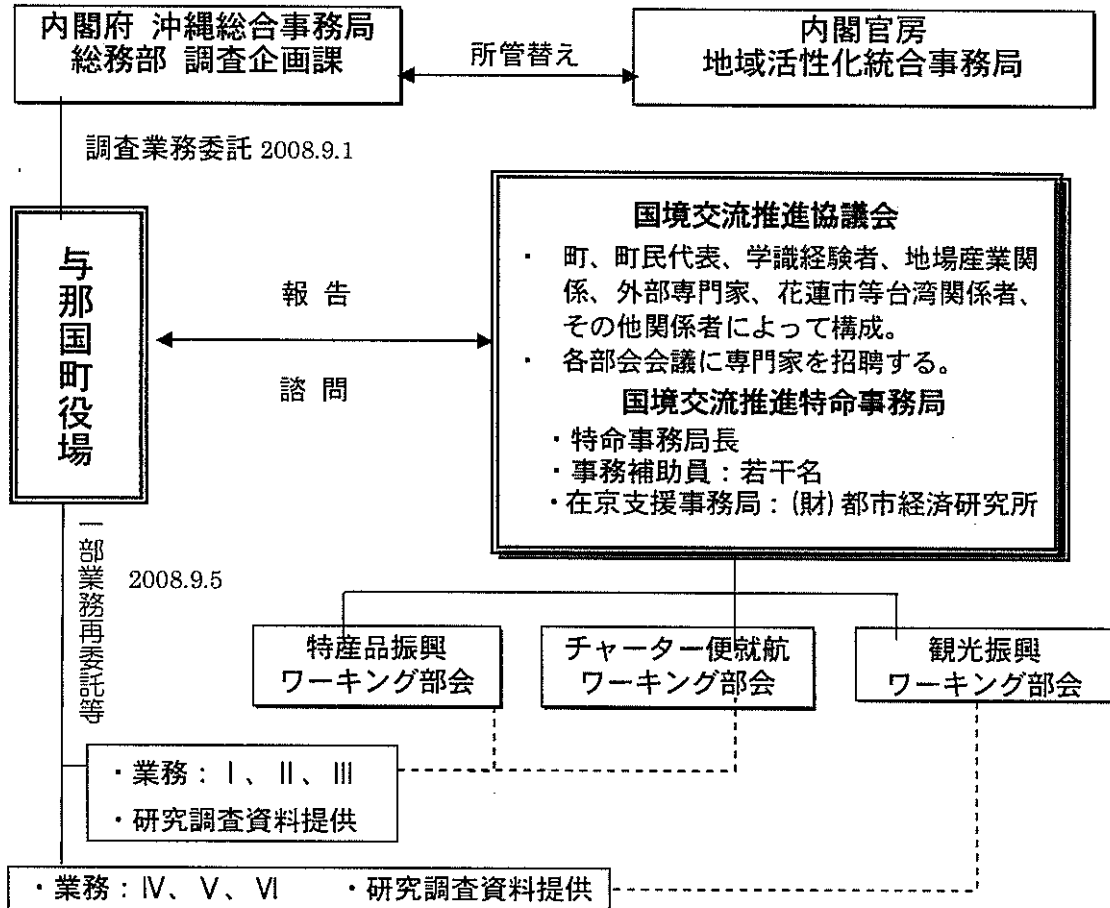 内閣府 沖縄総合事務局
総務部 調査企画課
所管替え
内閣官房
地域活性化統合事務局
調査業務委託 2008.9.1
与那国町役場
報 告
諮 問
国境交流推進協議会
・ 町、町民代表、学識経験者、地場産業関
係、外部専門家、花蓮市等台湾関係者、
その他関係者によって構成。
・ 各部会会議に専門家を招聘する。
国境交流推進特命事務局
・特命事務局長
・事務補助員：若干名
・在京支援事務局：(財)都市経済研究所
一部業務再委託等
2008.9.5
特産品振興
ワーキング部会
チャーター便就航
ワーキング部会
観光振興
ワーキング部会
・業務：Ⅰ、Ⅱ、Ⅲ
・研究調査資料提供
・業務：Ⅳ、Ⅴ、Ⅵ ・研究調査資料提供